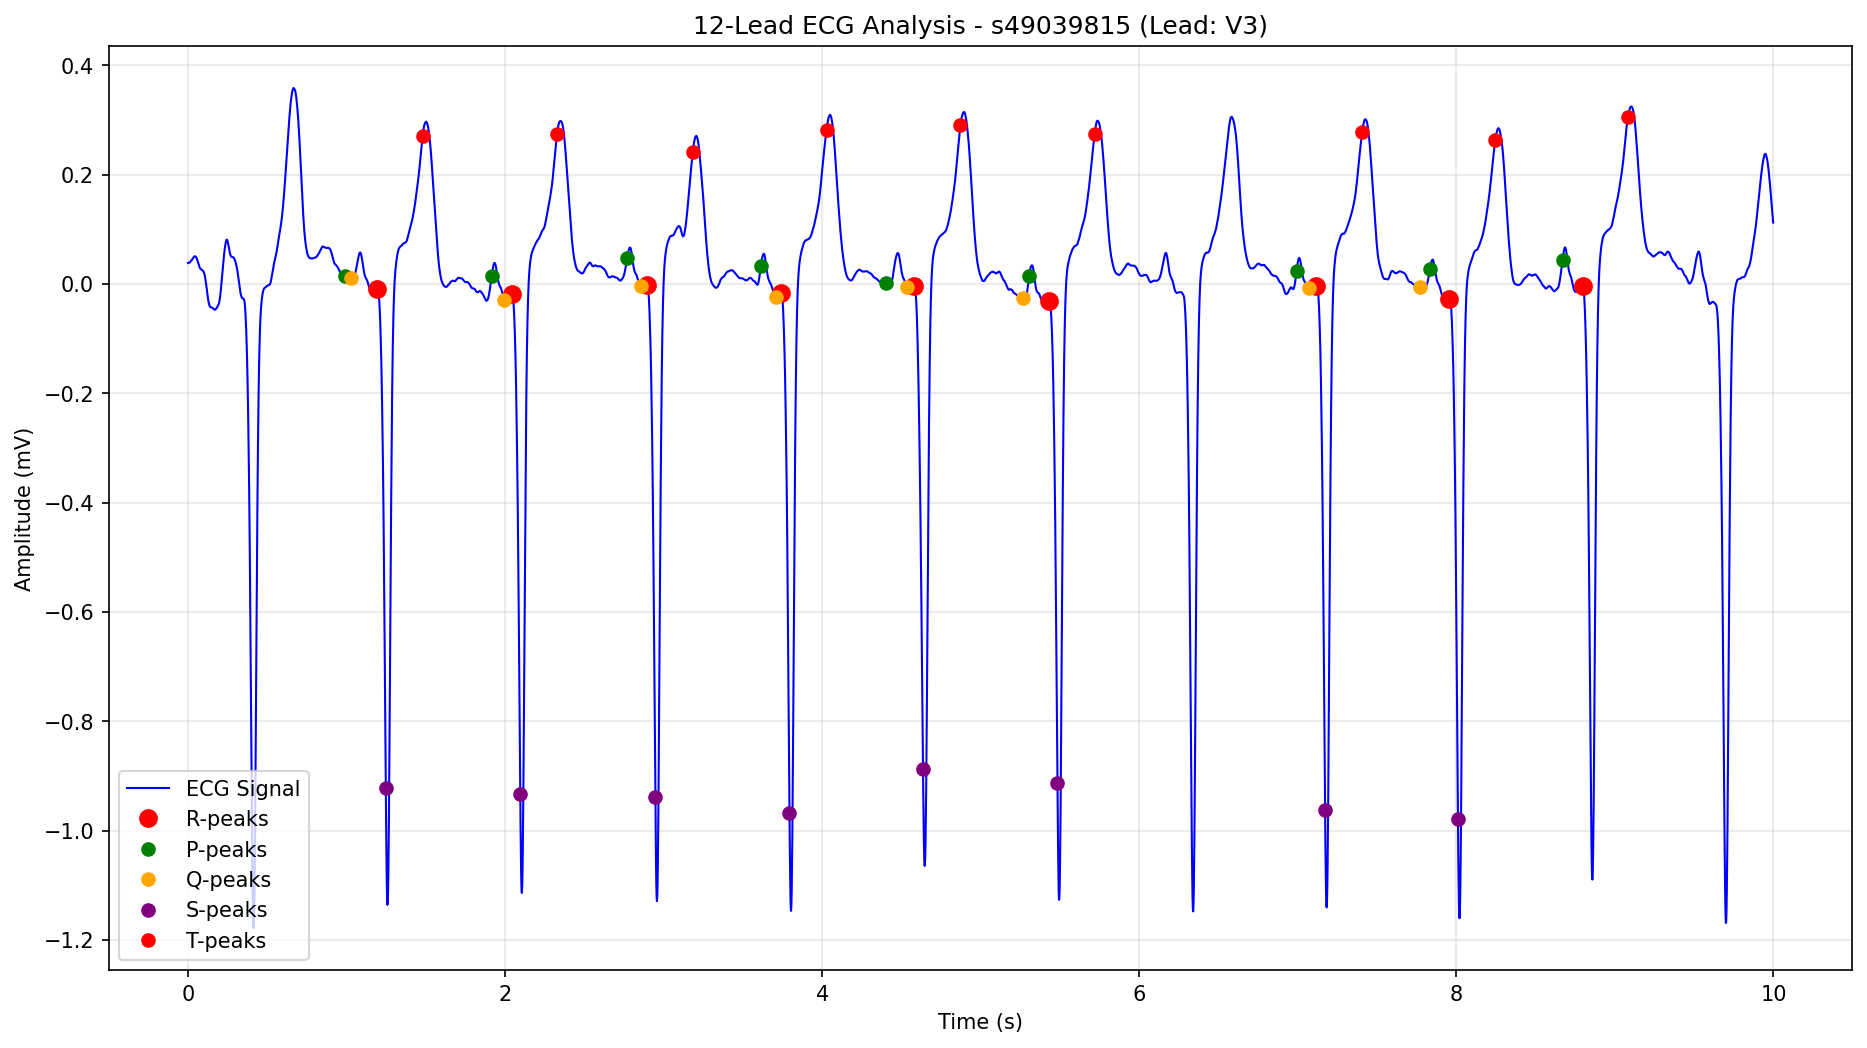 12-Lead ECG Analysis - s49039815 (Lead: V3)
Amplitude (mV)
0.4
0.2
0.0
−0.2
−0.4
−0.6
−0.8
−1.0
−1.2
ECG Signal
R-peaks
P-peaks
Q-peaks
S-peaks
T-peaks
0 2 4 6 8 10
Time (s)